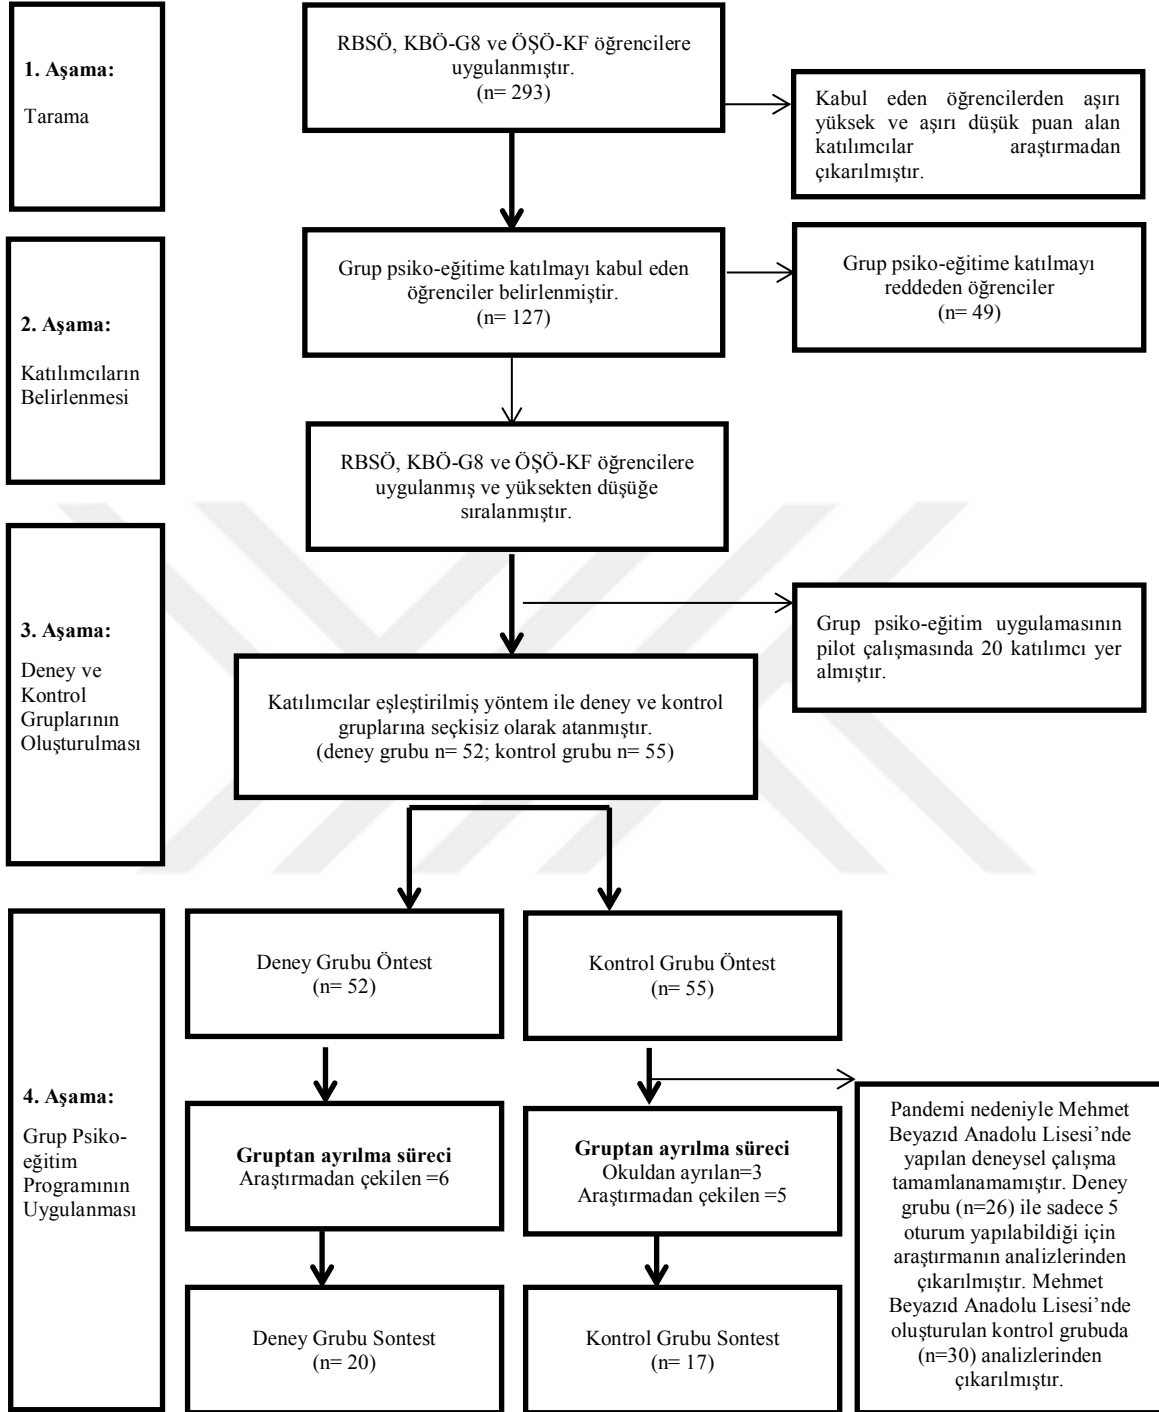 1. Aşama:
Tarama
RBSÖ, KBÖ-G8 ve ÖŞÖ-KF öğrencilere
uygulanmıştır.
(n= 293)
Kabul eden öğrencilerden aşırı
yüksek ve aşırı düşük puan alan
katılımcılar araştırmadan
çıkarılmıştır.
2. Aşama:
Katılımcıların
Belirlenmesi
Grup psiko-eğitime katılmayı kabul eden
öğrenciler belirlenmiştir.
(n= 127)
Grup psiko-eğitime katılmayı
reddeden öğrenciler
(n= 49)
RBSÖ, KBÖ-G8 ve ÖŞÖ-KF öğrencilere
uygulanmış ve yüksekten düşüğe
sıralanmıştır.
3. Aşama:
Deney ve
Kontrol
Gruplarının
Oluşturulması
Grup psiko-eğitim uygulamasının
pilot çalışmasında 20 katılımcı yer
almıştır.
Katılımcılar eşleştirilmiş yöntem ile deney ve kontrol
gruplarına seçkisiz olarak atanmıştır.
(deney grubu n= 52; kontrol grubu n= 55)
4. Aşama:
Grup Psiko-
eğitim
Programının
Uygulanması
Deney Grubu Öntest
(n= 52)
Kontrol Grubu Öntest
(n= 55)
Gruptan ayrılma süreci
Araştırmadan çekilen =6
Gruptan ayrılma süreci
Okuldan ayrılan=3
Araştırmadan çekilen =5
Pandemi nedeniyle Mehmet
Beyazıd Anadolu Lisesi’nde
yapılan deneysel çalışma
tamamlanamamıştır. Deney
grubu (n=26) ile sadece 5
oturum yapılabildiği için
araştırmanın analizlerinden
çıkarılmıştır. Mehmet
Beyazıd Anadolu Lisesi’nde
oluşturulan kontrol grubuda
(n=30) analizlerinden
çıkarılmıştır.
Deney Grubu Sontest
(n= 20)
Kontrol Grubu Sontest
(n= 17)